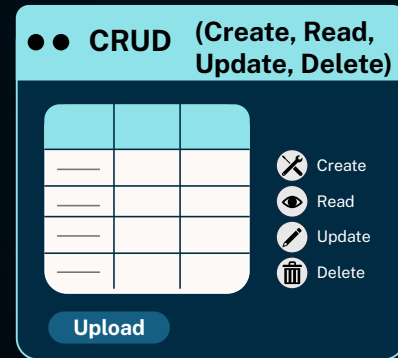 CRUD
(Create, Read,
Update, Delete)
Create
Read
Update
Delete
Upload